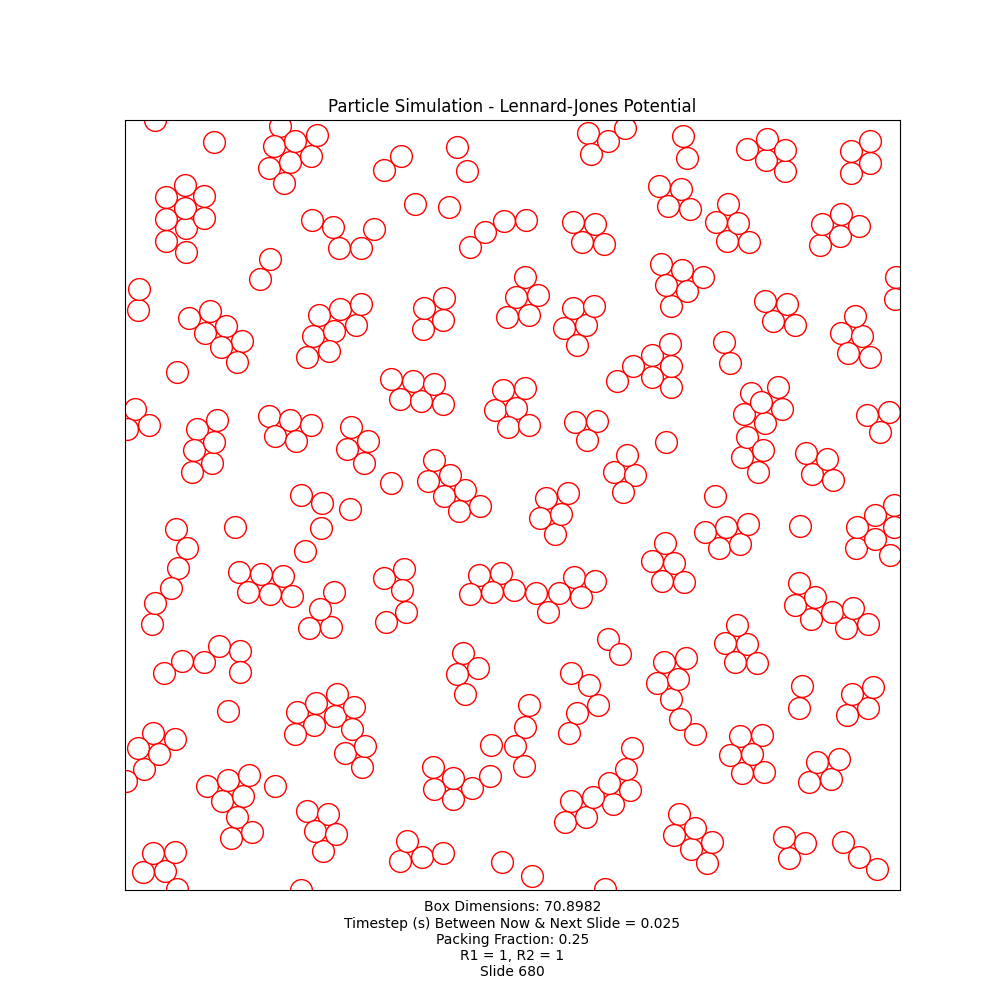 Particle Simulation - Lennard-Jones Potential
Box Dimensions: 70.8982
Timestep (s) Between Now & Next Slide = 0.025
Packing Fraction: 0.25
R1 = 1, R2 = 1
Slide 680